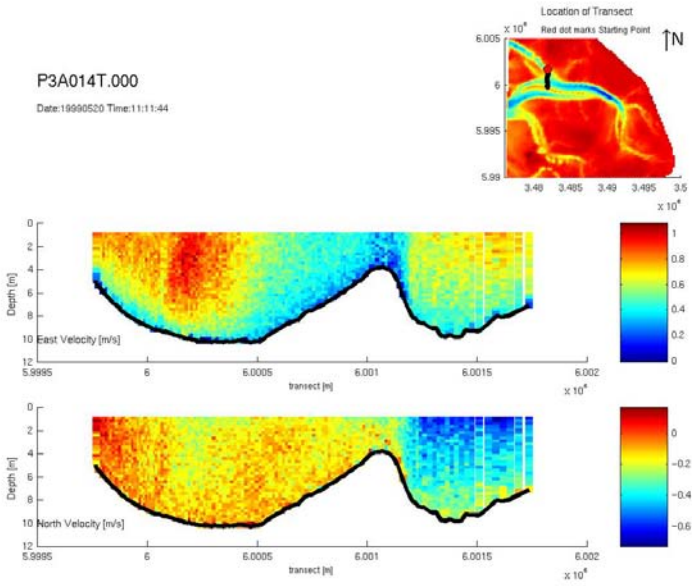 Location of Transect
x 10⁶ Red dot marks Starting Point ↑N
P3A014T.000
Date:19990520 Time:11:11:44
6.005
6
5.995
5.99
3.48 3.485 3.49 3.495 3.5
x 10⁶
0
2
4
6
8
10
12
Depth [m]
East Velocity [m/s]
5.9995 6 6.0005 6.001 6.0015 6.002
transect [m]
x 10⁶
1
0.8
0.6
0.4
0.2
0
0
2
4
6
8
10
12
Depth [m]
North Velocity [m/s]
5.9995 6 6.0005 6.001 6.0015 6.002
transect [m]
x 10⁶
0
−0.2
−0.4
−0.6